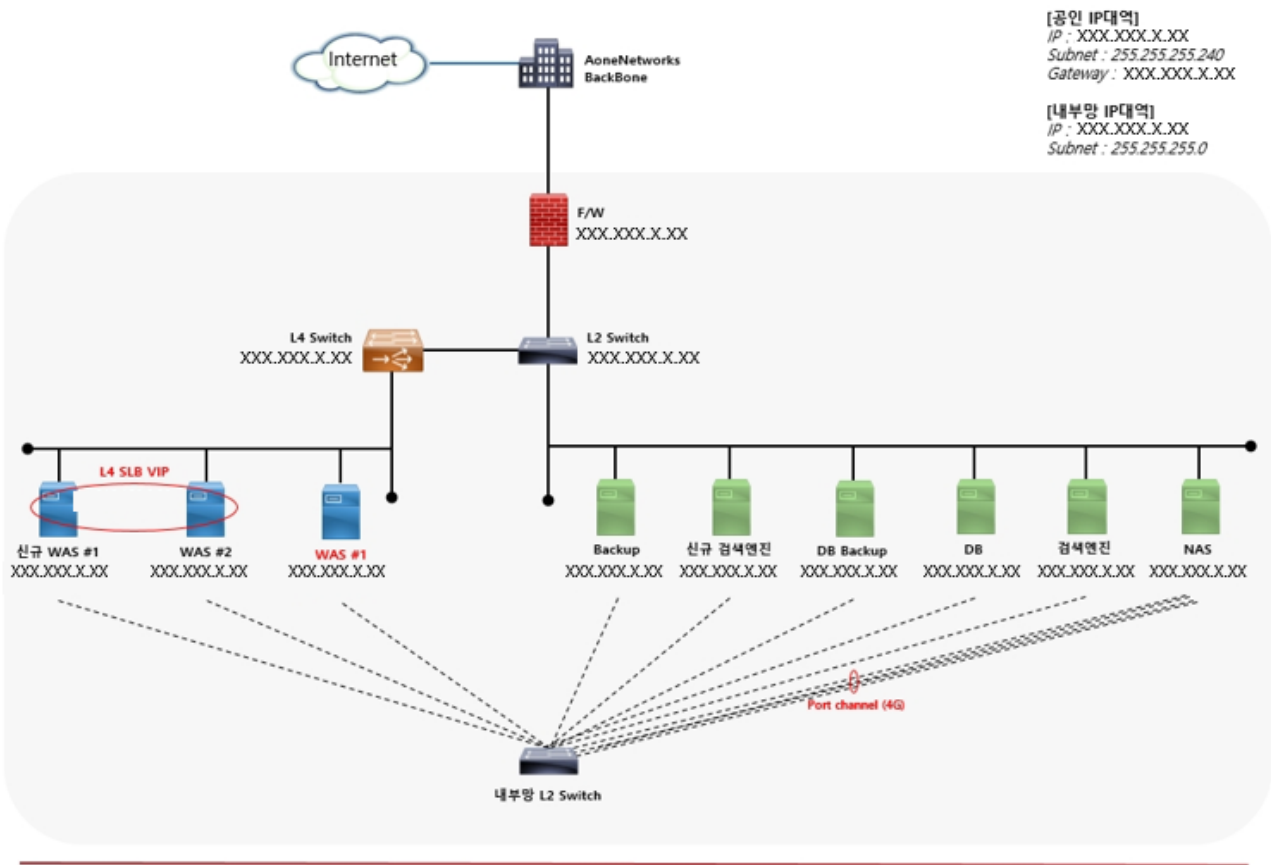 [공인 IP대역]
IP : XXX.XXX.X.XX
Subnet : 255.255.255.240
Gateway : XXX.XXX.X.XX
[내부망 IP대역]
IP : XXX.XXX.X.XX
Subnet : 255.255.255.0
Internet
AoneNetworks
BackBone
F/W
XXX.XXX.X.XX
L4 Switch
XXX.XXX.X.XX
L2 Switch
XXX.XXX.X.XX
L4 SLB VIP
신규 WAS #1
XXX.XXX.X.XX
WAS #2
XXX.XXX.X.XX
WAS #1
XXX.XXX.X.XX
Backup
XXX.XXX.X.XX
신규 검색엔진
XXX.XXX.X.XX
DB Backup
XXX.XXX.X.XX
DB
XXX.XXX.X.XX
검색엔진
XXX.XXX.X.XX
NAS
XXX.XXX.X.XX
Port channel (4G)
내부망 L2 Switch